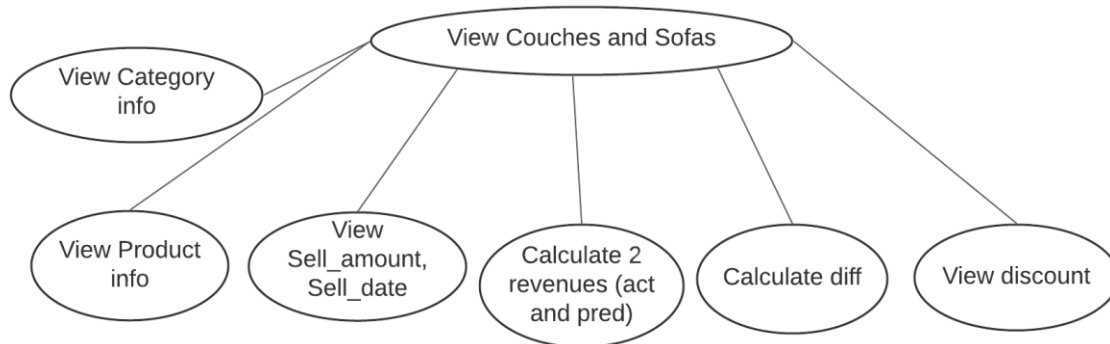 View Couches and Sofas
View Category
info
View Product
info
View
Sell_amount,
Sell_date
Calculate 2
revenues (act
and pred)
Calculate diff
View discount